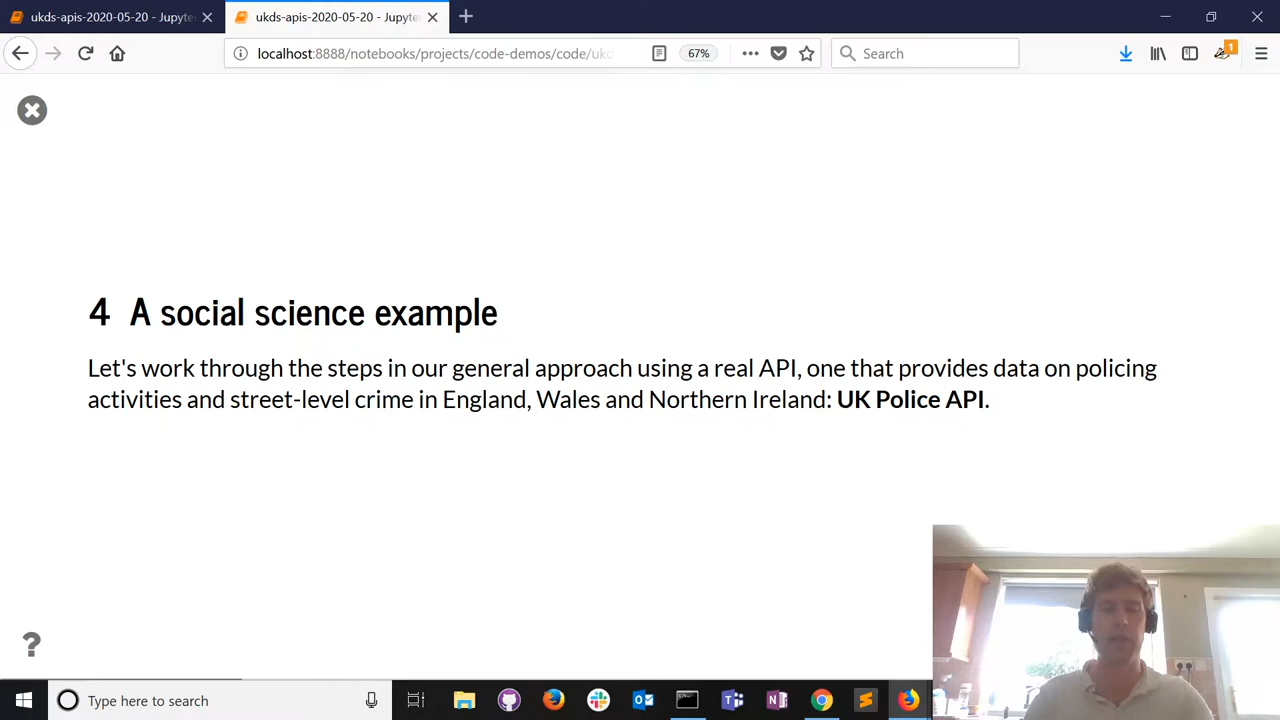 ukds-apis-2020-05-20 - Jupyte
ukds-apis-2020-05-20 - Jupyter
localhost:8888/notebooks/projects/code-demos/code/ukd
67%
Search
1
4 A social science example
Let's work through the steps in our general approach using a real API, one that provides data on policing
activities and street-level crime in England, Wales and Northern Ireland: UK Police API.
?
Type here to search